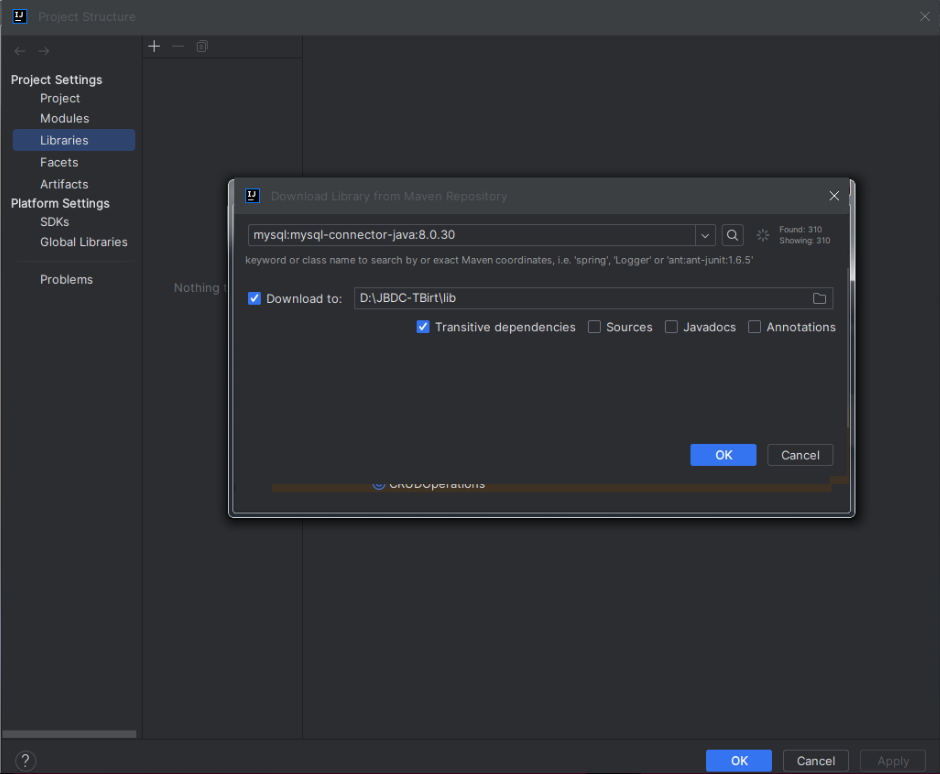 Project Structure
Project Settings
Project
Modules
Libraries
Facets
Artifacts
Platform Settings
SDKs
Global Libraries
Problems
Nothing
Download Library from Maven Repository
mysql:mysql-connector-java:8.0.30
Found: 310
Showing: 310
keyword or class name to search by or exact Maven coordinates, i.e. 'spring', 'Logger' or 'ant:ant-junit:1.6.5'
Download to: D:\JBDC-TBirt\lib
Transitive dependencies Sources Javadocs Annotations
OK Cancel
CRUDOperations
? OK Cancel Apply